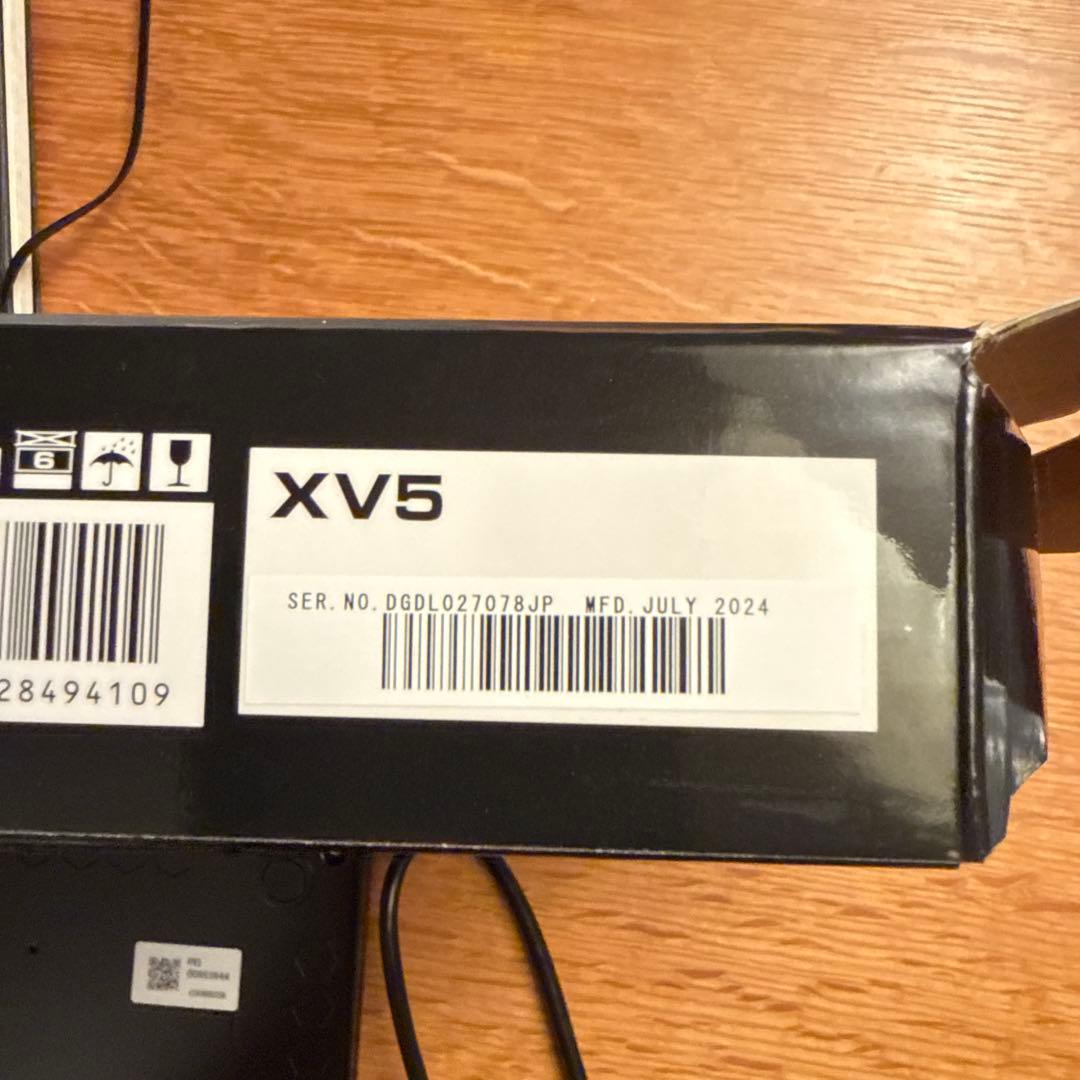 6
XV5
SER. NO. DGDL027078JP MFD. JULY 2024
28494109